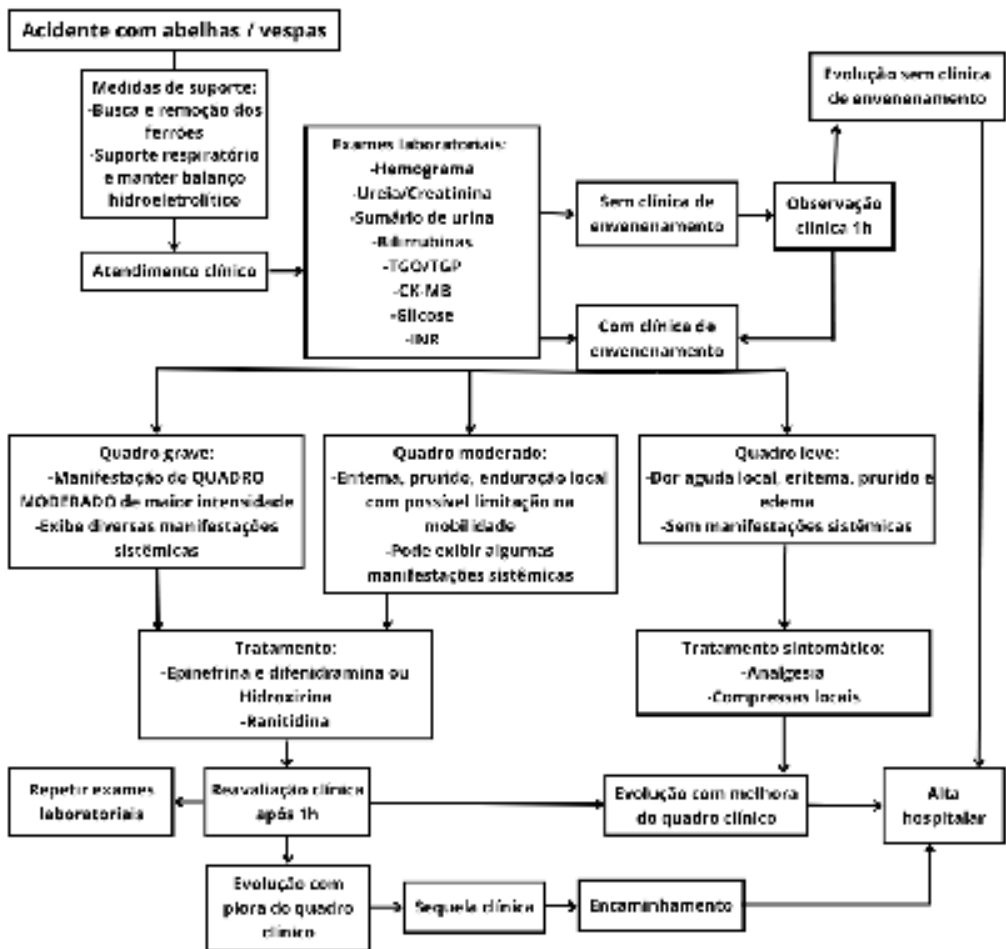 Acidente com abelhas / vespas
Medidas de suporte:
-Busca e remoção dos
ferrões
-Suporte respiratório
e manter balanço
hidroeletrolítico
Atendimento clínico
Exames laboratoriais:
-Hemograma
-Ureia/Creatinina
-Sumário de urina
-Bilirrubinas
-TGO/TGP
-CK-MB
-Glicose
-INR
Sem clínica de
envenenamento
Observação
clínica 1h
Evolução sem clínica
de envenenamento
Com clínica de
envenenamento
Quadro grave:
-Manifestação do QUADRO
MODERADO de maior intensidade
-Exibe diversas manifestações
sistêmicas
Quadro moderado:
-Eritema, prurido, enduração local
com possível limitação na
mobilidade
-Pode exibir algumas
manifestações sistêmicas
Quadro leve:
-Dor aguda local, eritema, prurido e
edema
-Sem manifestações sistêmicas
Tratamento:
-Epinefrina e difenidramina ou
Hidroxirina
-Ranitidina
Tratamento sintomático:
-Analgesia
-Compressas locais
Repetir exames
laboratoriais
Reavaliação clínica
após 1h
Evolução com melhora
do quadro clínico
Alta
hospitalar
Evolução com
piora do quadro
clínico
Sequela clínica
Encaminhamento